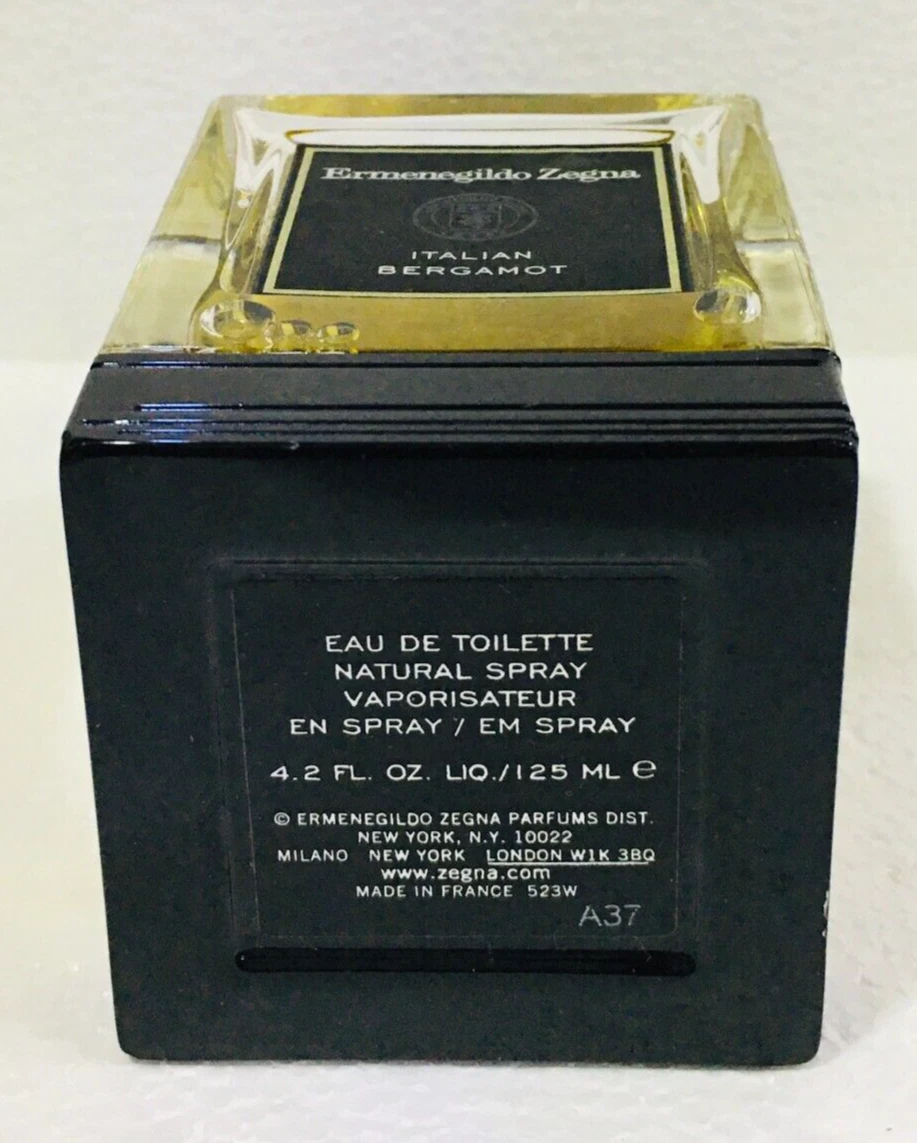 Ermenegildo Zegna
ITALIAN
BERGAMOT
EAU DE TOILETTE
NATURAL SPRAY
VAPORISATEUR
EN SPRAY / EM SPRAY
4.2 FL. OZ. LIQ./125 ML ℮
© ERMENEGILDO ZEGNA PARFUMS DIST.
NEW YORK, N.Y. 10022
MILANO NEW YORK LONDON W1K 3BQ
www.zegna.com
MADE IN FRANCE 523W
A37